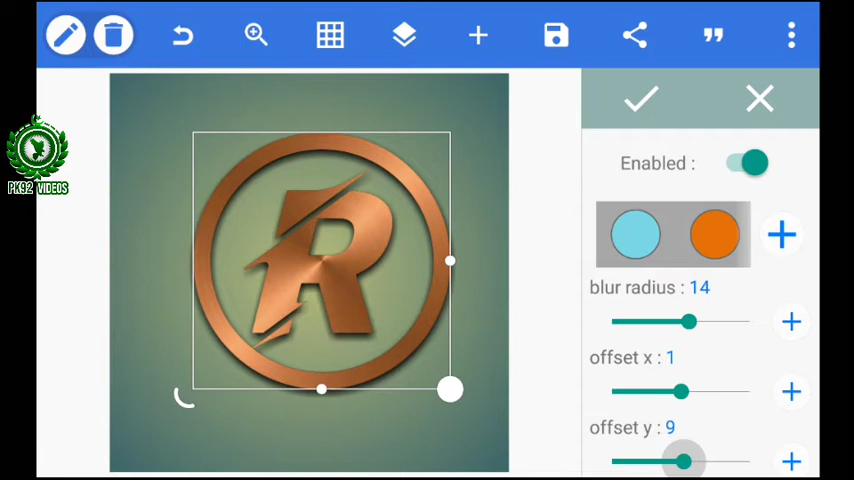 Enabled :
R
PK92 VIDEOS
blur radius : 14
offset x : 1
offset y : 9